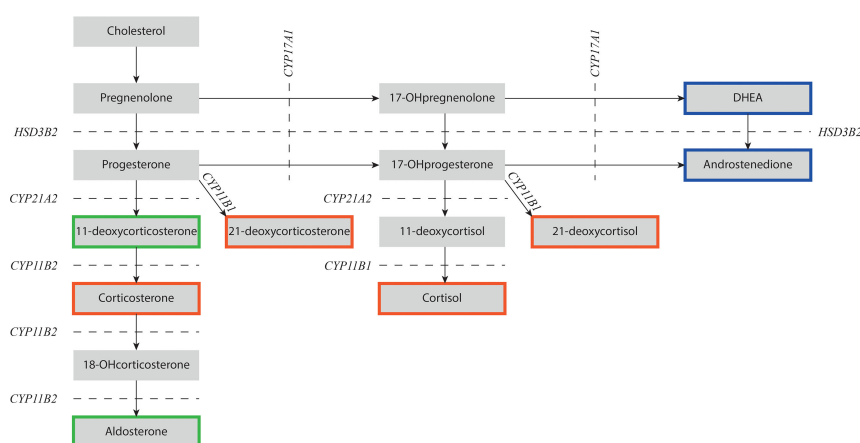 Cholesterol
CYP17A1
CYP17A1
Pregnenolone
17-OHpregnenolone
DHEA
HSD3B2
HSD3B2
Progesterone
17-OHprogesterone
Androstenedione
CYP21A2
CYP11B1
CYP21A2
CYP11B1
11-deoxycorticosterone
21-deoxycorticosterone
11-deoxycortisol
21-deoxycortisol
CYP11B2
CYP11B1
Corticosterone
Cortisol
CYP11B2
18-OHcorticosterone
CYP11B2
Aldosterone